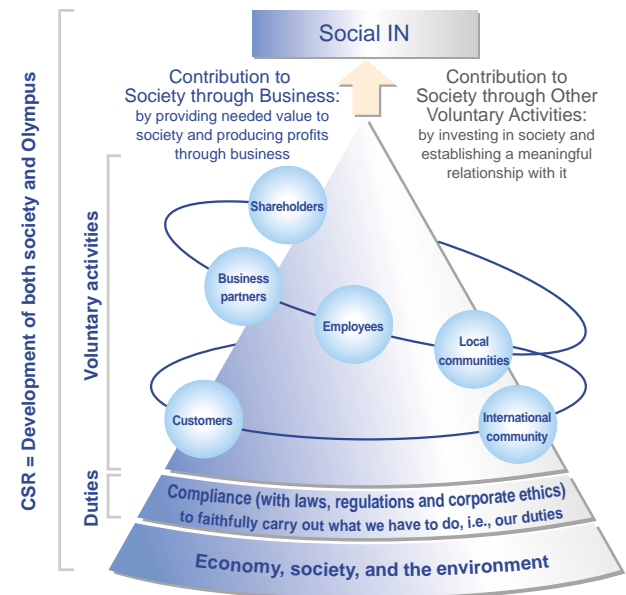 Social IN
Contribution to
Society through Business:
by providing needed value to
society and producing profits
through business
Contribution to
Society through Other
Voluntary Activities:
by investing in society and
establishing a meaningful
relationship with it
CSR = Development of both society and Olympus
Voluntary activities
Shareholders
Business
partners
Employees
Local
communities
Customers
International
community
Duties
Compliance (with laws, regulations and corporate ethics)
to faithfully carry out what we have to do, i.e., our duties
Economy, society, and the environment